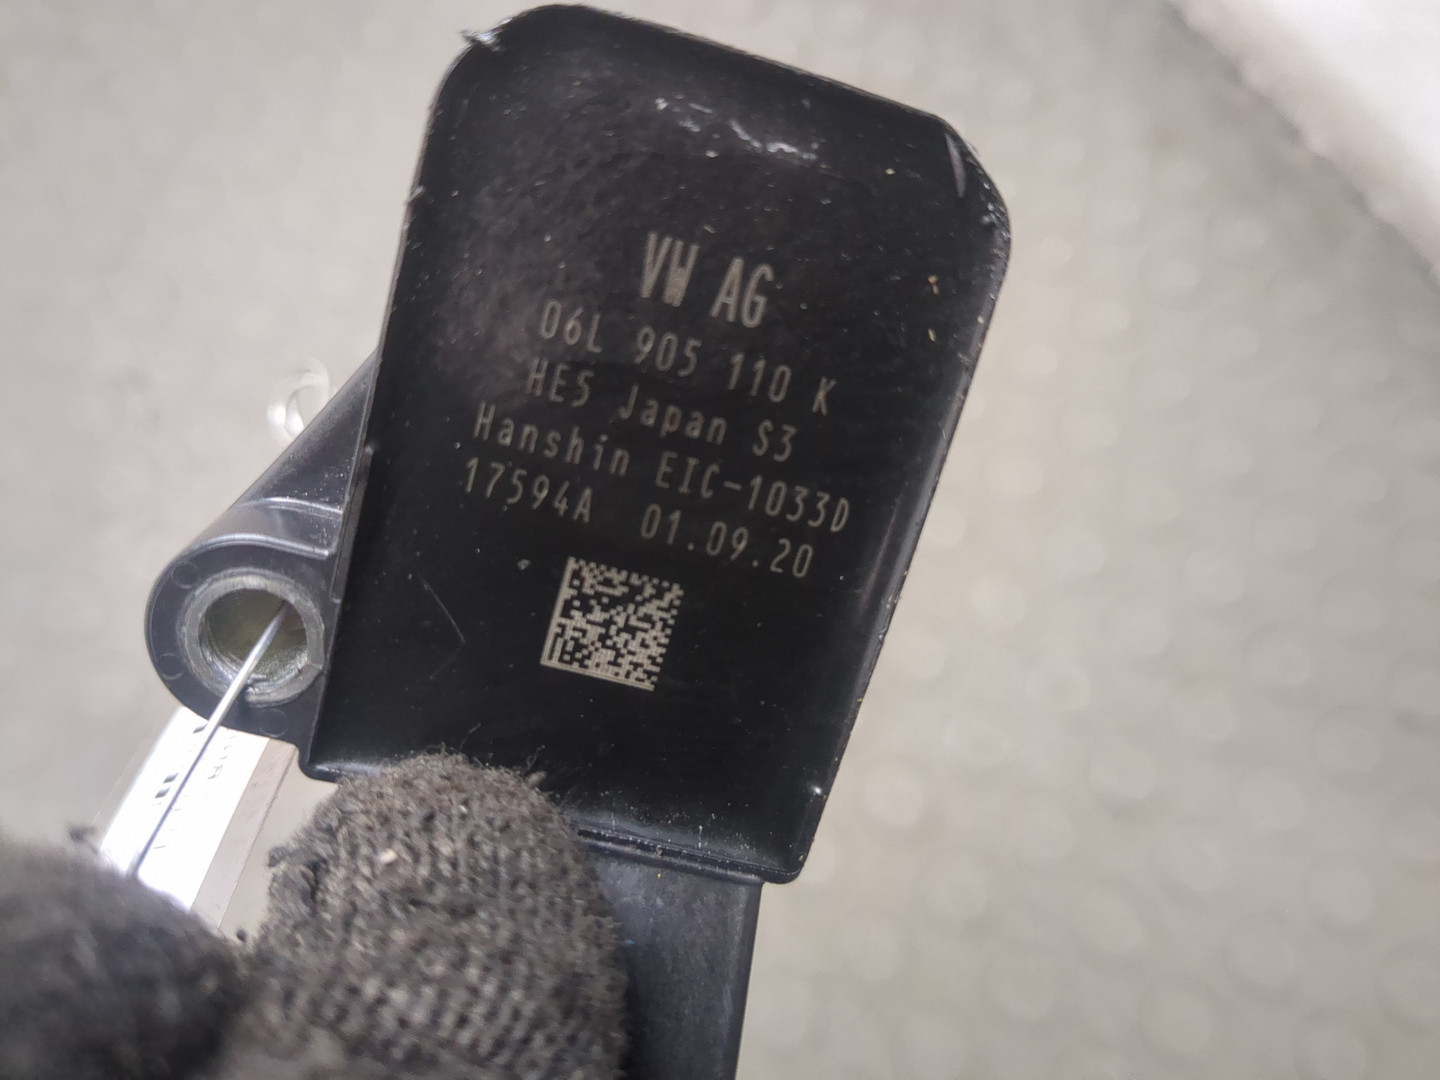 VW AG
06L 905 110 K
HE5 Japan S3
Hanshin EIC-1033D
17594A 01.09.20